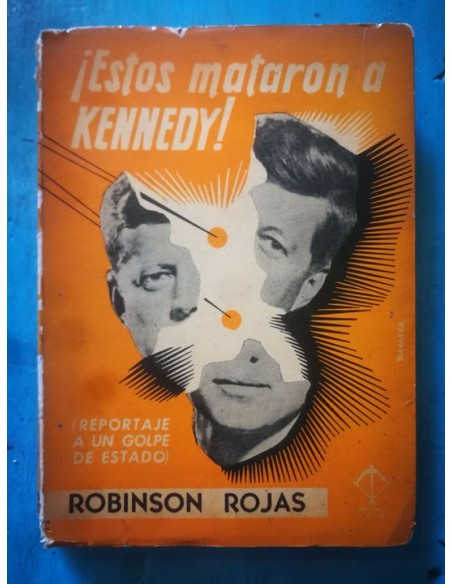 ¡Estos mataron a
KENNEDY!
(REPORTAJE
A UN GOLPE
DE ESTADO)
ROBINSON ROJAS